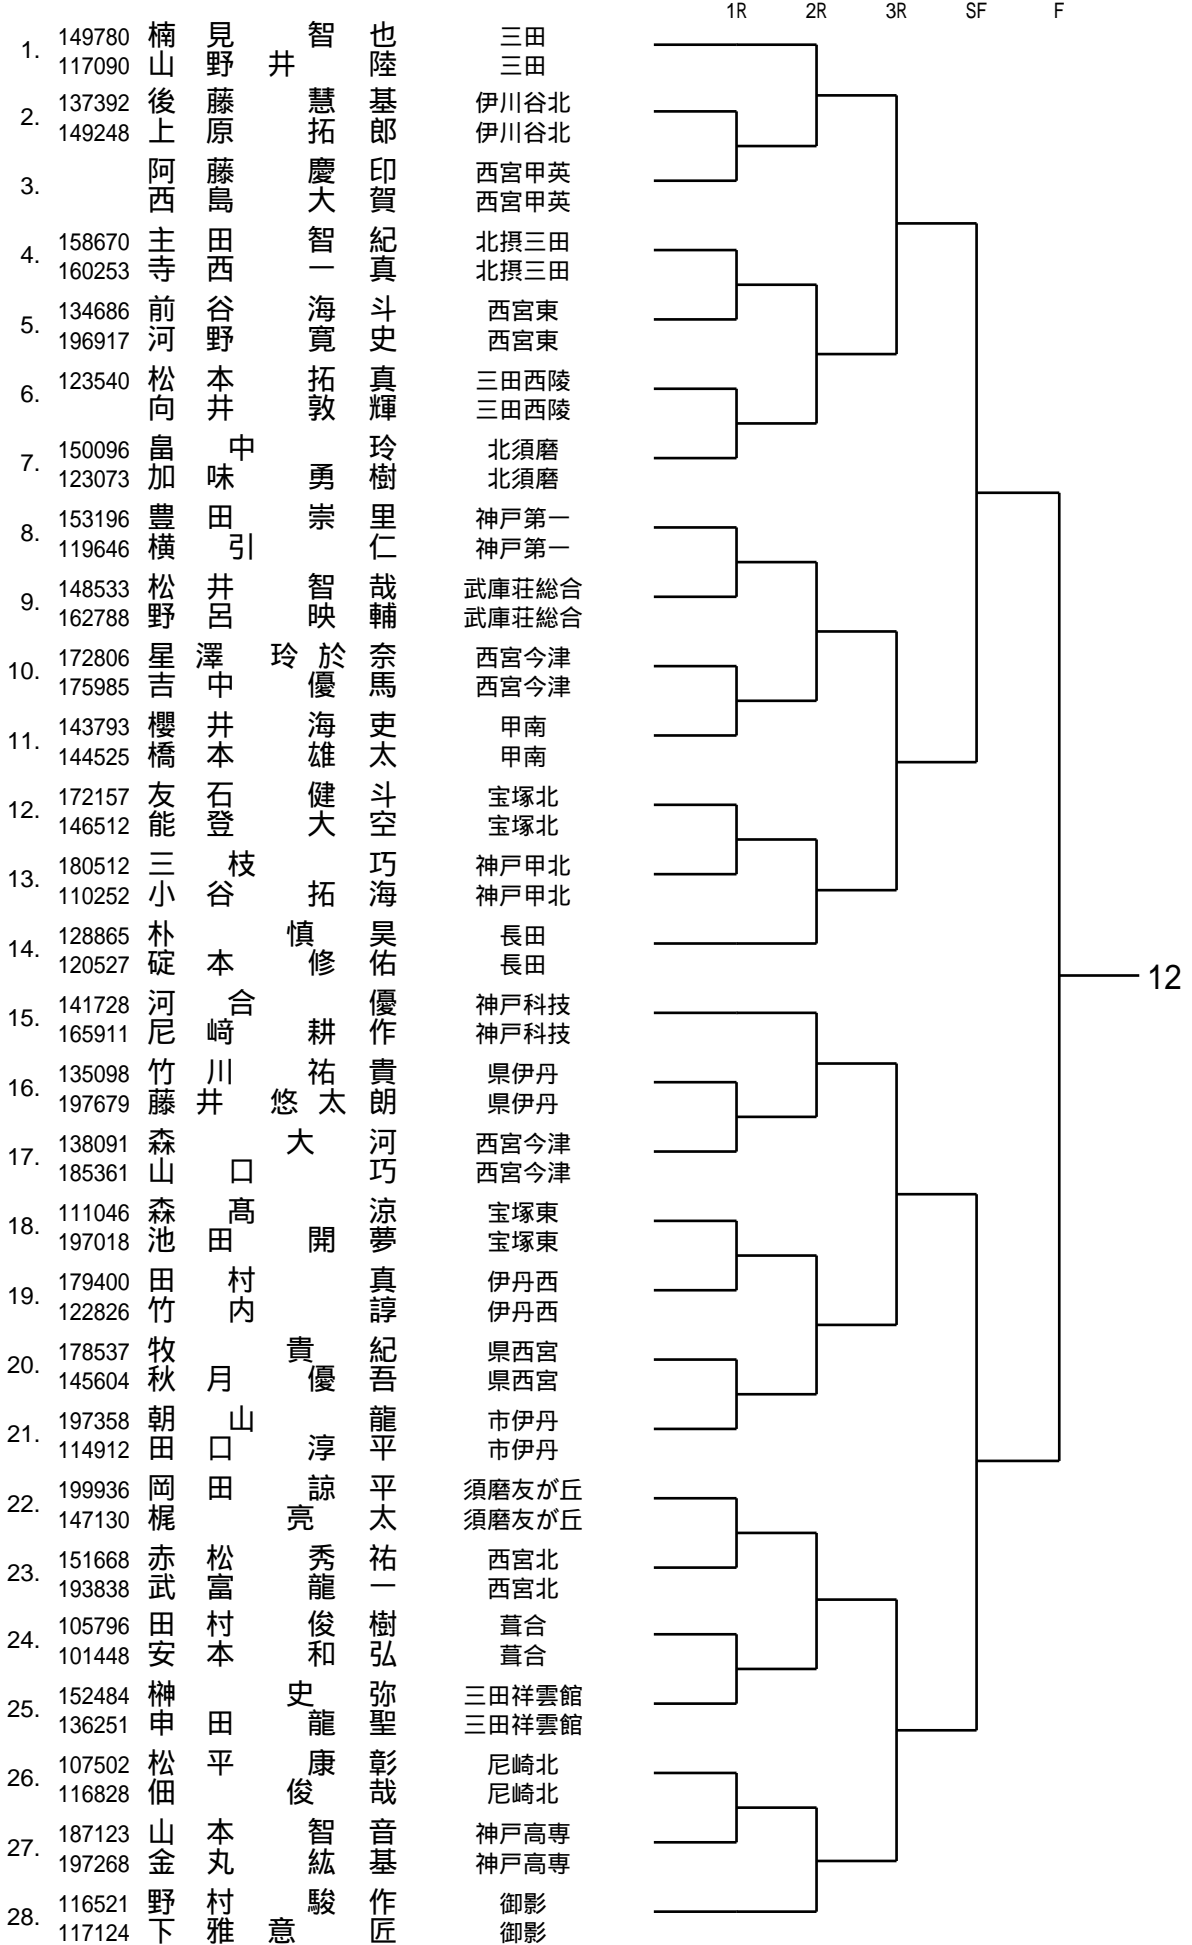 1R 2R 3R SF F
1. 149780 楠見 智也 三田
117090 山野井 陸 三田
2. 137392 後藤 慧基 伊川谷北
149248 上原 拓郎 伊川谷北
3. 阿藤 慶印 西宮甲英
西島 大賀 西宮甲英
4. 158670 主田 智紀 北摂三田
160253 寺西 一真 北摂三田
5. 134686 前谷 海斗 西宮東
196917 河野 寛史 西宮東
6. 123540 松本 拓真 三田西陵
向井 敦輝 三田西陵
7. 150096 畠中 玲 北須磨
123073 加味 勇樹 北須磨
8. 153196 豊田 崇里 神戸第一
119646 横引 仁 神戸第一
9. 148533 松井 智哉 武庫荘総合
162788 野呂 映輔 武庫荘総合
10. 172806 星澤 玲於奈 西宮今津
175985 吉中 優馬 西宮今津
11. 143793 櫻井 海吏 甲南
144525 橋本 雄太 甲南
12. 172157 友石 健斗 宝塚北
146512 能登 大空 宝塚北
13. 180512 三枝 巧 神戸甲北
110252 小谷 拓海 神戸甲北
14. 128865 朴 慎昊 長田
120527 碇本 修佑 長田
12
15. 141728 河合 優 神戸科技
165911 尼﨑 耕作 神戸科技
16. 135098 竹川 祐貴 県伊丹
197679 藤井 悠太朗 県伊丹
17. 138091 森 大河 西宮今津
185361 山口 巧 西宮今津
18. 111046 森髙 涼 宝塚東
197018 池田 開夢 宝塚東
19. 179400 田村 真 伊丹西
122826 竹内 諄 伊丹西
20. 178537 牧 貴紀 県西宮
145604 秋月 優吾 県西宮
21. 197358 朝山 龍 市伊丹
114912 田口 淳平 市伊丹
22. 199936 岡田 諒平 須磨友が丘
147130 梶 亮太 須磨友が丘
23. 151668 赤松 秀祐 西宮北
193838 武富 龍一 西宮北
24. 105796 田村 俊樹 葺合
101448 安本 和弘 葺合
25. 152484 榊 史弥 三田祥雲館
136251 申田 龍聖 三田祥雲館
26. 107502 松平 康彰 尼崎北
116828 佃 俊哉 尼崎北
27. 187123 山本 智音 神戸高専
197268 金丸 紘基 神戸高専
28. 116521 野村 駿作 御影
117124 下雅意 匠 御影